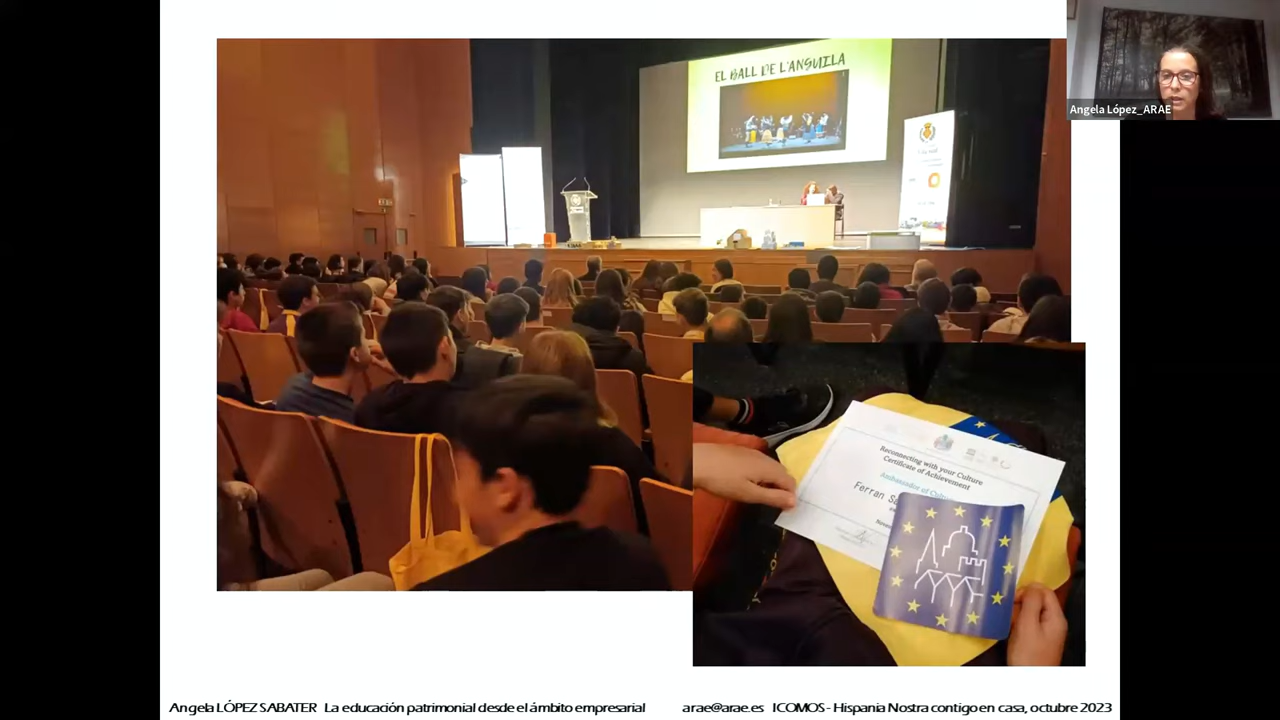 EL BALL DE L'ANGUILA
Angela López_ARAE
Reconnecting with your Culture
Certificate of Achievement
Ambassador of
Ferran
Angela LÓPEZ SABATER La educación patrimonial desde el ámbito empresarial arae@arae.es ICOMOS - Hispania Nostra contigo en casa, octubre 2023